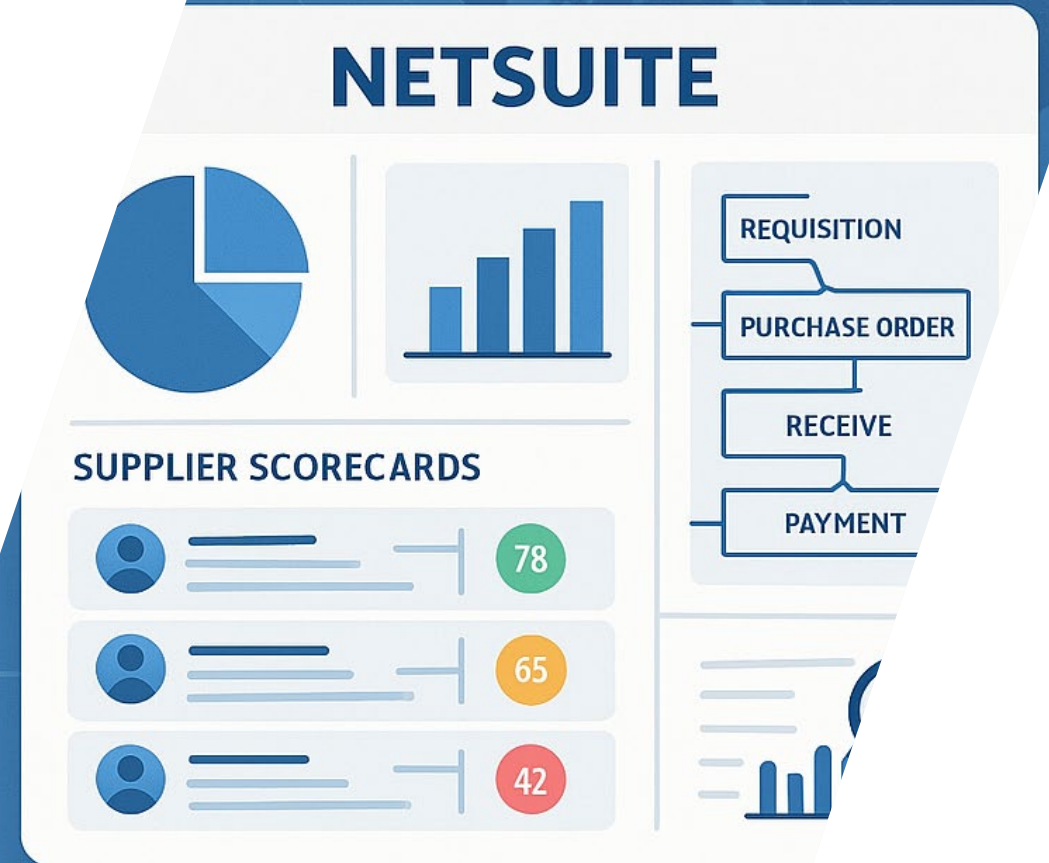 NETSUITE
REQUISITION
PURCHASE ORDER
RECEIVE
PAYMENT
SUPPLIER SCORECARDS
78
65
42